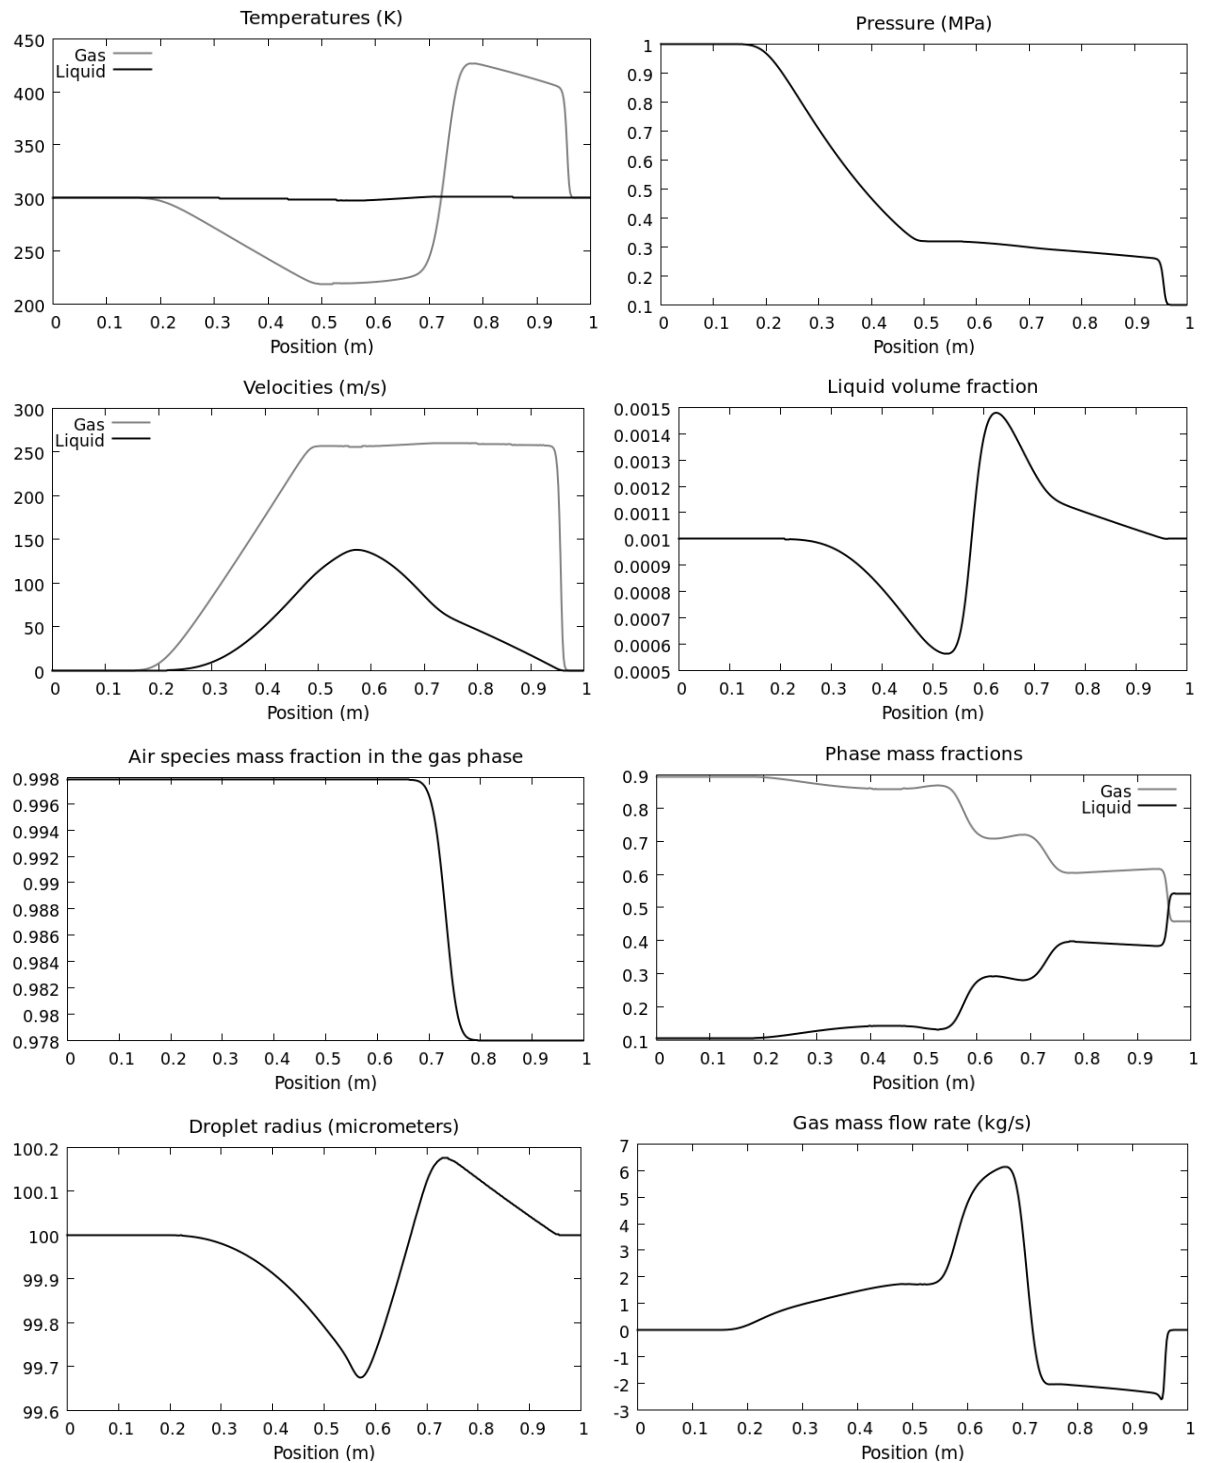 Temperatures (K)
450
400
350
300
250
200
Gas
Liquid
0 0.1 0.2 0.3 0.4 0.5 0.6 0.7 0.8 0.9 1
Position (m)
Pressure (MPa)
1
0.9
0.8
0.7
0.6
0.5
0.4
0.3
0.2
0.1
0 0.1 0.2 0.3 0.4 0.5 0.6 0.7 0.8 0.9 1
Position (m)
Velocities (m/s)
300
250
200
150
100
50
0
Gas
Liquid
0 0.1 0.2 0.3 0.4 0.5 0.6 0.7 0.8 0.9 1
Position (m)
Liquid volume fraction
0.0015
0.0014
0.0013
0.0012
0.0011
0.001
0.0009
0.0008
0.0007
0.0006
0.0005
0 0.1 0.2 0.3 0.4 0.5 0.6 0.7 0.8 0.9 1
Position (m)
Air species mass fraction in the gas phase
0.998
0.996
0.994
0.992
0.99
0.988
0.986
0.984
0.982
0.98
0.978
0 0.1 0.2 0.3 0.4 0.5 0.6 0.7 0.8 0.9 1
Position (m)
Phase mass fractions
0.9
0.8
0.7
0.6
0.5
0.4
0.3
0.2
0.1
Gas
Liquid
0 0.1 0.2 0.3 0.4 0.5 0.6 0.7 0.8 0.9 1
Position (m)
Droplet radius (micrometers)
100.2
100.1
100
99.9
99.8
99.7
99.6
0 0.1 0.2 0.3 0.4 0.5 0.6 0.7 0.8 0.9 1
Position (m)
Gas mass flow rate (kg/s)
7
6
5
4
3
2
1
0
-1
-2
-3
0 0.1 0.2 0.3 0.4 0.5 0.6 0.7 0.8 0.9 1
Position (m)